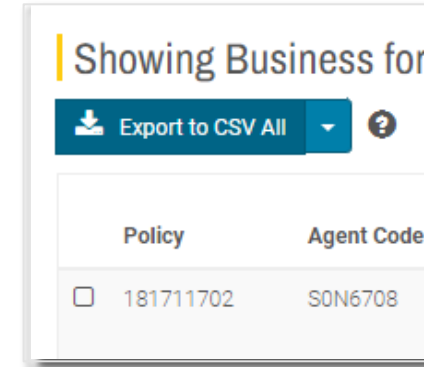 Showing Business for
Export to CSV All
Policy Agent Code
181711702 S0N6708